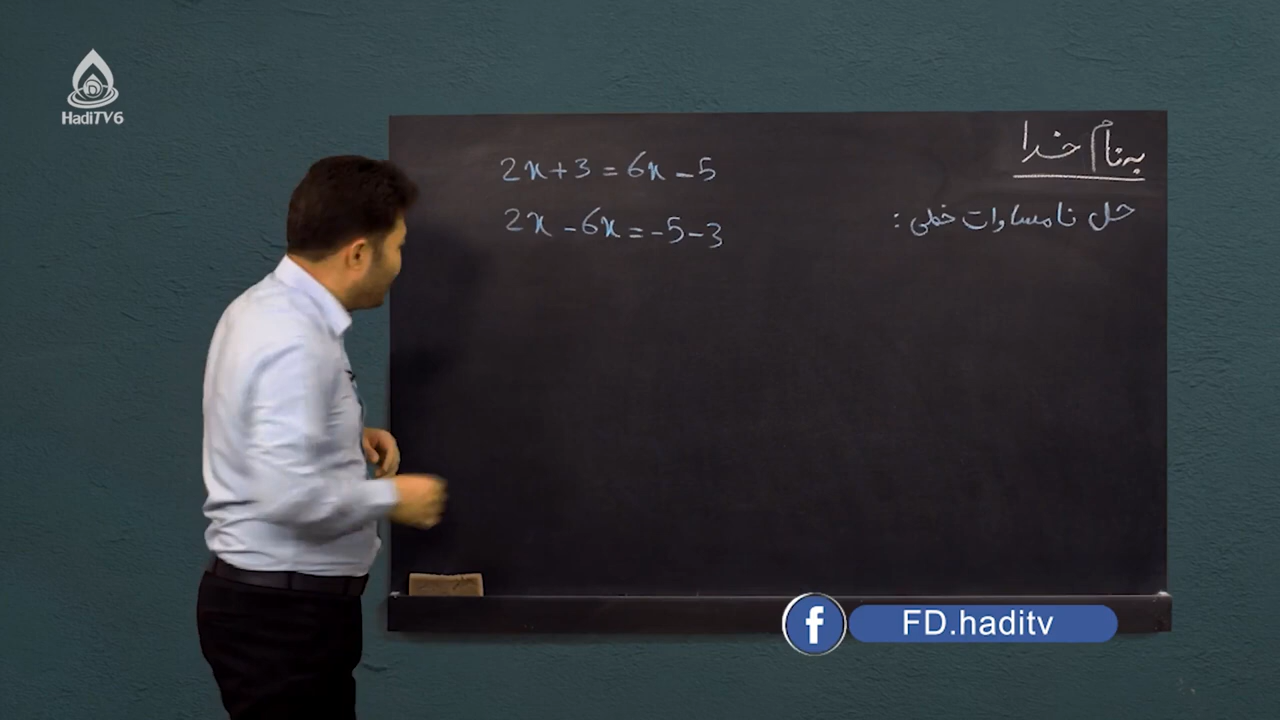 HadiTV6
به نام خدا
حل نامساوات خطی :
2x+3=6x-5
2x-6x=-5-3
f FD.haditv